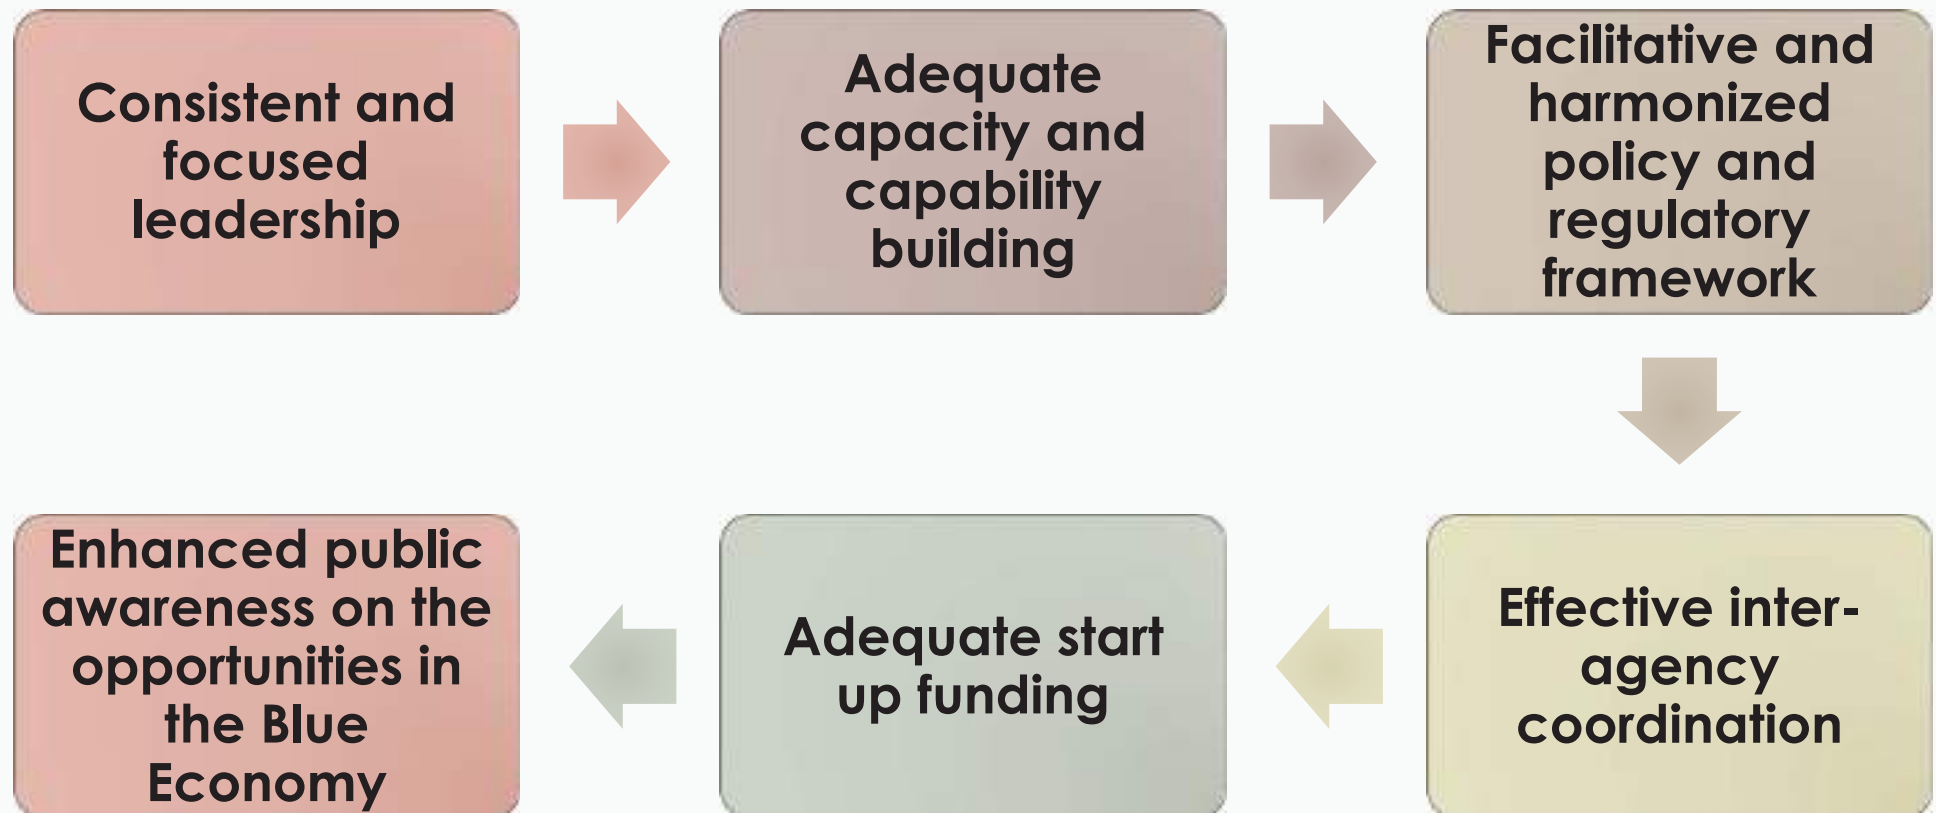 Consistent and
focused
leadership
Adequate
capacity and
capability
building
Facilitative and
harmonized
policy and
regulatory
framework
Effective inter-
agency
coordination
Adequate start
up funding
Enhanced public
awareness on the
opportunities in
the Blue
Economy